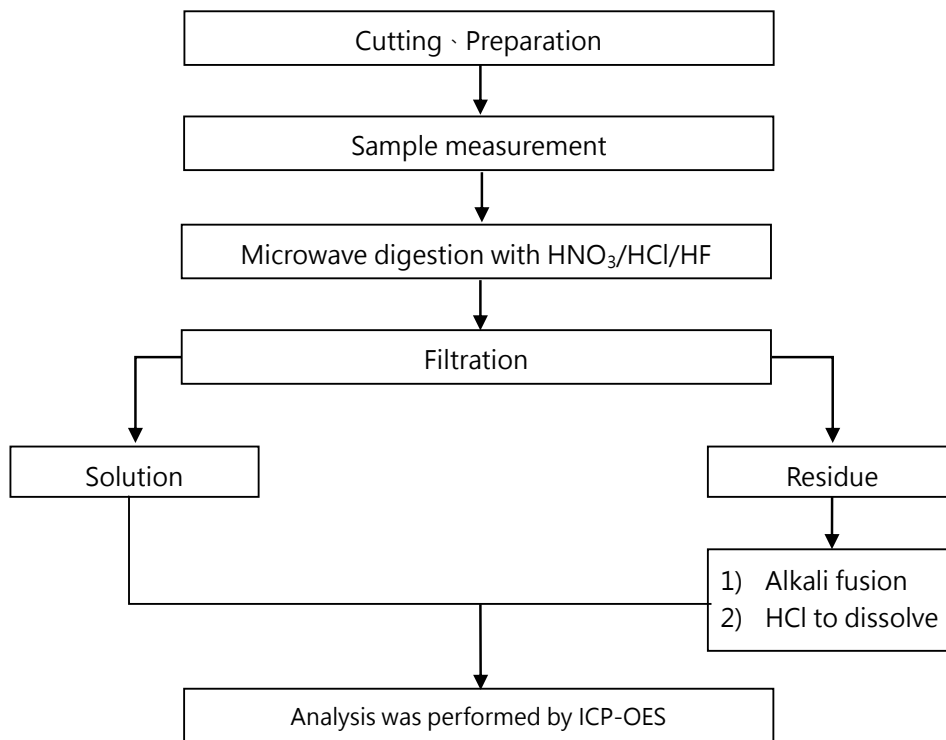 Cutting、Preparation
Sample measurement
Microwave digestion with HNO₃/HCl/HF
Filtration
Solution
Residue
1) Alkali fusion
2) HCl to dissolve
Analysis was performed by ICP-OES